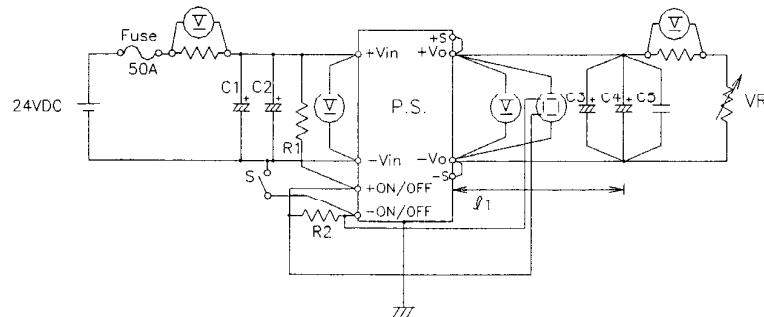 Fuse
50A
V
24VDC
C1 + C2 +
R1
V
+Vin
-Vin
+ON/OFF
-ON/OFF
P.S.
+S
+Vo
-Vo
-S
S
R2
V
C3 + C4 + C5
V
VR
ℓ1